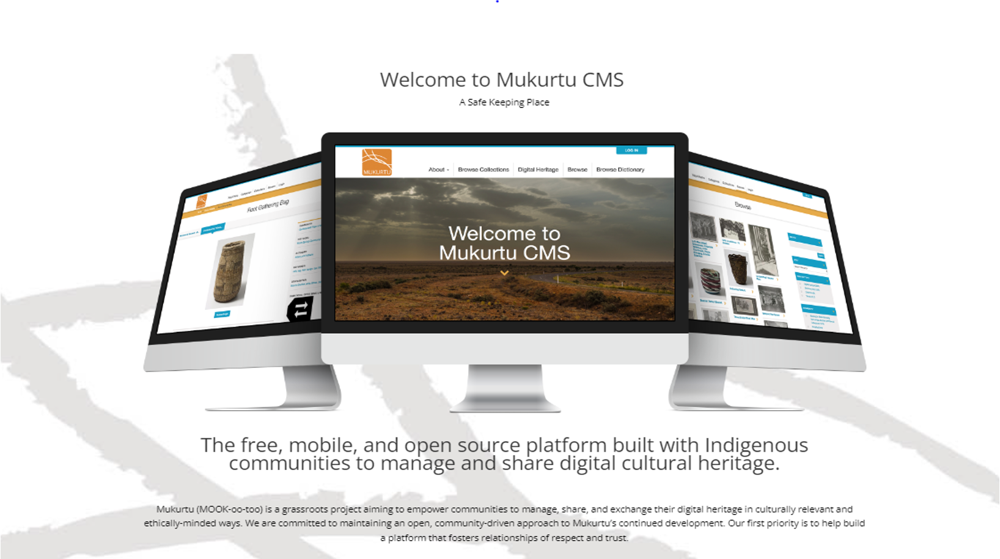 Welcome to Mukurtu CMS
A Safe Keeping Place
Root Gathering Bag
LOG IN
MUKURTU
About
Browse Collections
Digital Heritage
Browse
Browse Dictionary
Welcome to
Mukurtu CMS
Browse
The free, mobile, and open source platform built with Indigenous
communities to manage and share digital cultural heritage.
Mukurtu (MOOK-oo-too) is a grassroots project aiming to empower communities to manage, share, and exchange their digital heritage in culturally relevant and
ethically-minded ways. We are committed to maintaining an open, community-driven approach to Mukurtu’s continued development. Our first priority is to help build
a platform that fosters relationships of respect and trust.